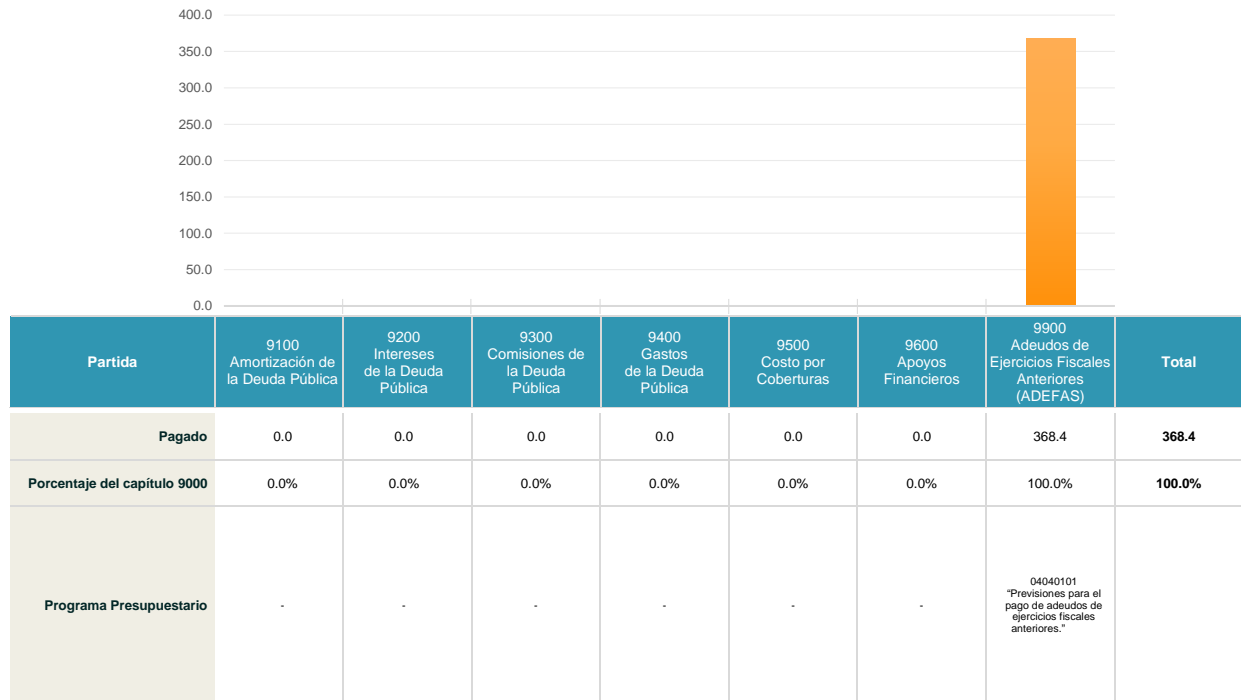 400.0
350.0
300.0
250.0
200.0
150.0
100.0
50.0
0.0
Partida
9100
Amortización de
la Deuda Pública
9200
Intereses
de la Deuda
Pública
9300
Comisiones de
la Deuda
Pública
9400
Gastos
de la Deuda
Pública
9500
Costo por
Coberturas
9600
Apoyos
Financieros
9900
Adeudos de
Ejercicios Fiscales
Anteriores
(ADEFAS)
Total
Pagado 0.0 0.0 0.0 0.0 0.0 0.0 368.4 368.4
Porcentaje del capítulo 9000 0.0% 0.0% 0.0% 0.0% 0.0% 0.0% 100.0% 100.0%
Programa Presupuestario - - - - - -
04040101
“Previsiones para el
pago de adeudos de
ejercicios fiscales
anteriores.”